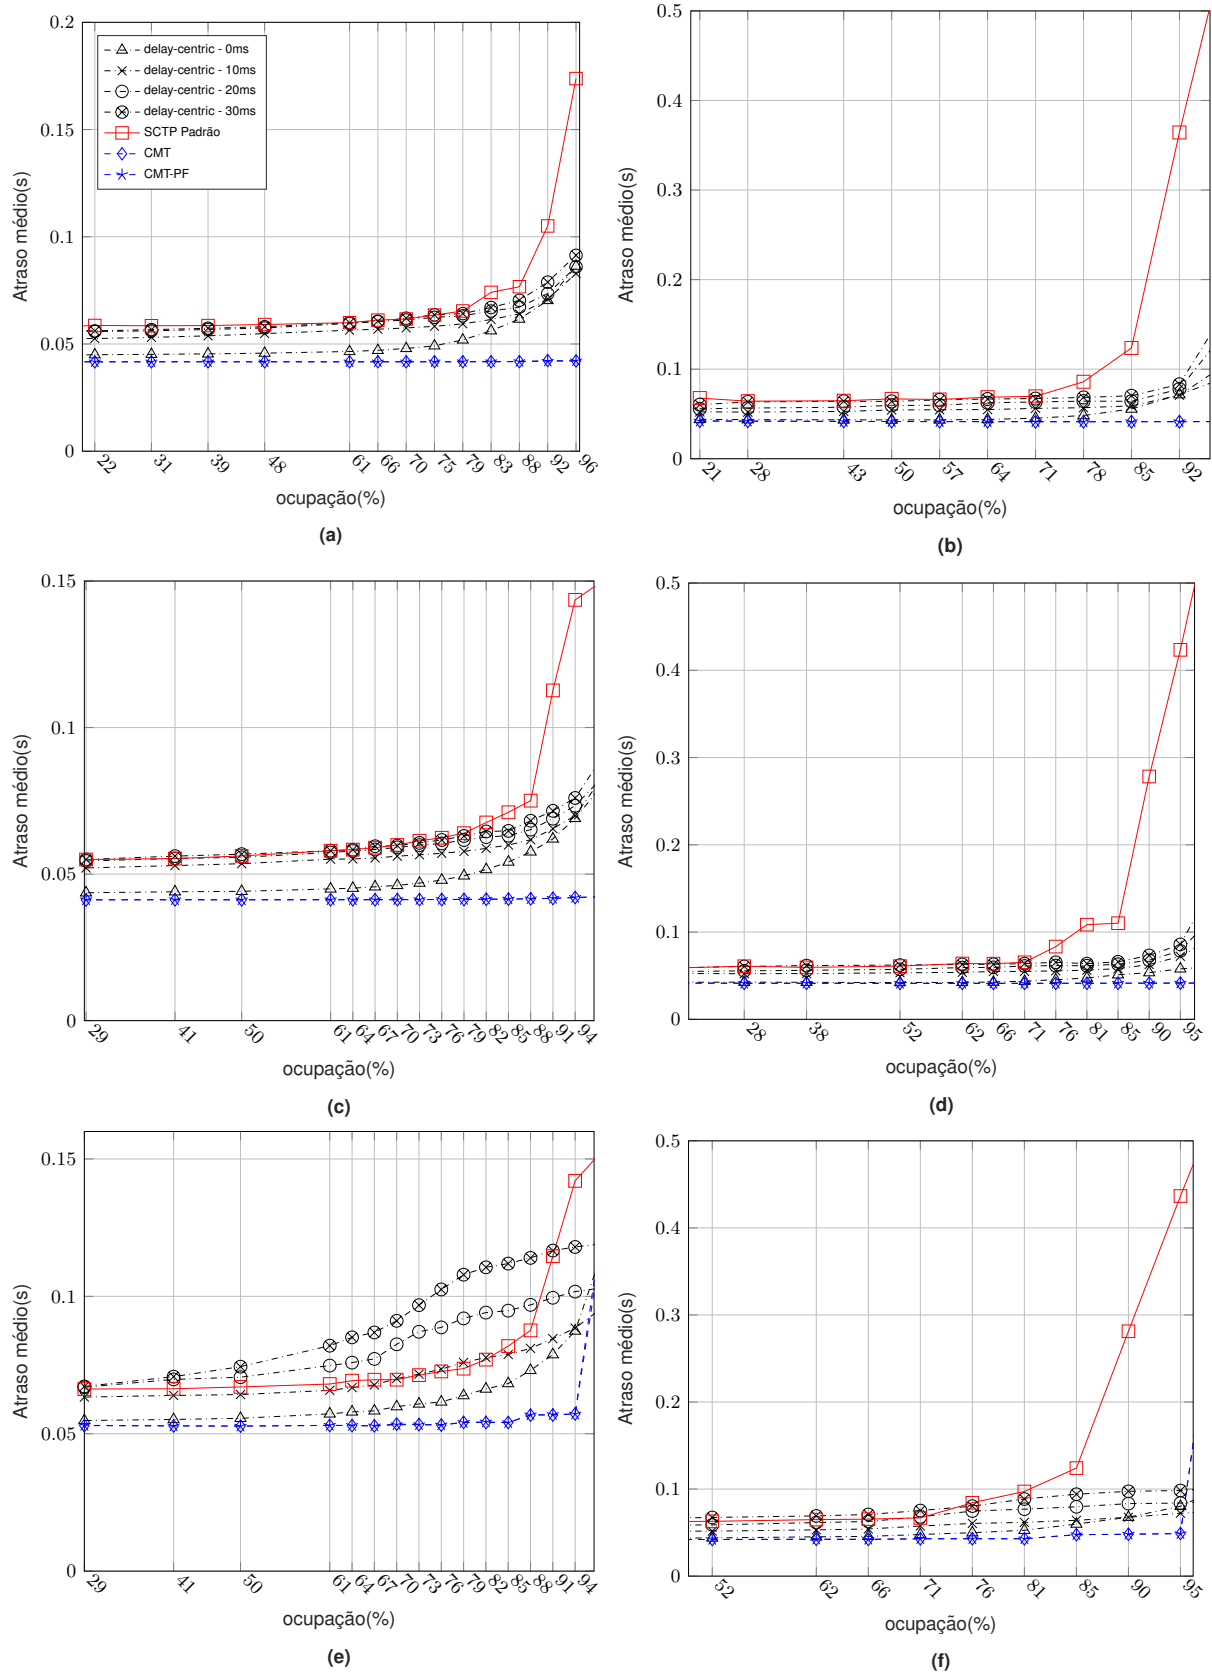 0.2
0.15
0.1
0.05
0
Atraso médio(s)
delay-centric - 0ms
delay-centric - 10ms
delay-centric - 20ms
delay-centric - 30ms
SCTP Padrão
CMT
CMT-PF
22 31 39 48 61 66 70 75 79 83 88 92 96
ocupação(%)
(a)
0.5
0.4
0.3
0.2
0.1
0
Atraso médio(s)
21 28 43 50 57 64 71 78 85 92
ocupação(%)
(b)
0.15
0.1
0.05
0
Atraso médio(s)
29 41 50 61 64 67 70 73 76 79 82 85 88 91 94
ocupação(%)
(c)
0.5
0.4
0.3
0.2
0.1
0
Atraso médio(s)
28 38 52 62 66 71 76 81 85 90 95
ocupação(%)
(d)
0.15
0.1
0.05
0
Atraso médio(s)
29 41 50 61 64 67 70 73 76 79 82 85 88 91 94
ocupação(%)
(e)
0.5
0.4
0.3
0.2
0.1
0
Atraso médio(s)
52 62 66 71 76 81 85 90 95
ocupação(%)
(f)